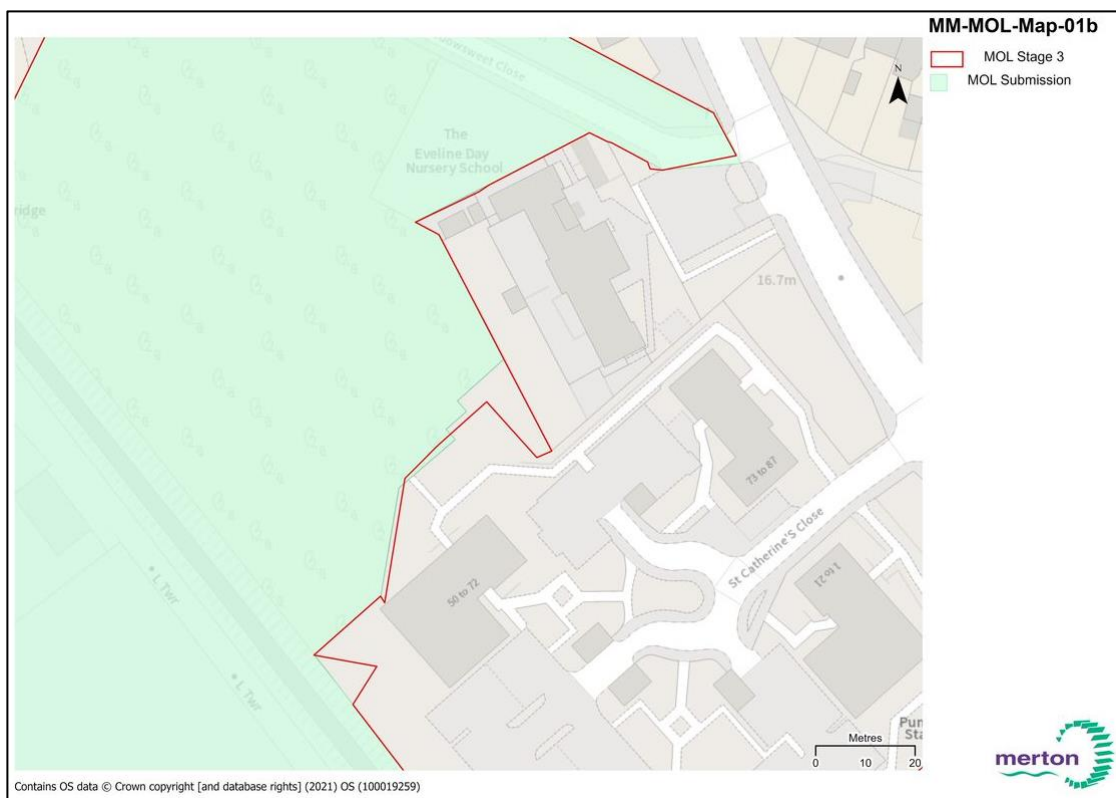 MM-MOL-Map-01b
MOL Stage 3
MOL Submission
N
The
Eveline Day
Nursery School
ridge
16.7m
73 to 87
St Catherine'S Close
50 to 72
1 to 21
L Twr
L Twr
Pum
Sta
Metres
0 10 20
merton
Contains OS data © Crown copyright [and database rights] (2021) OS (100019259)